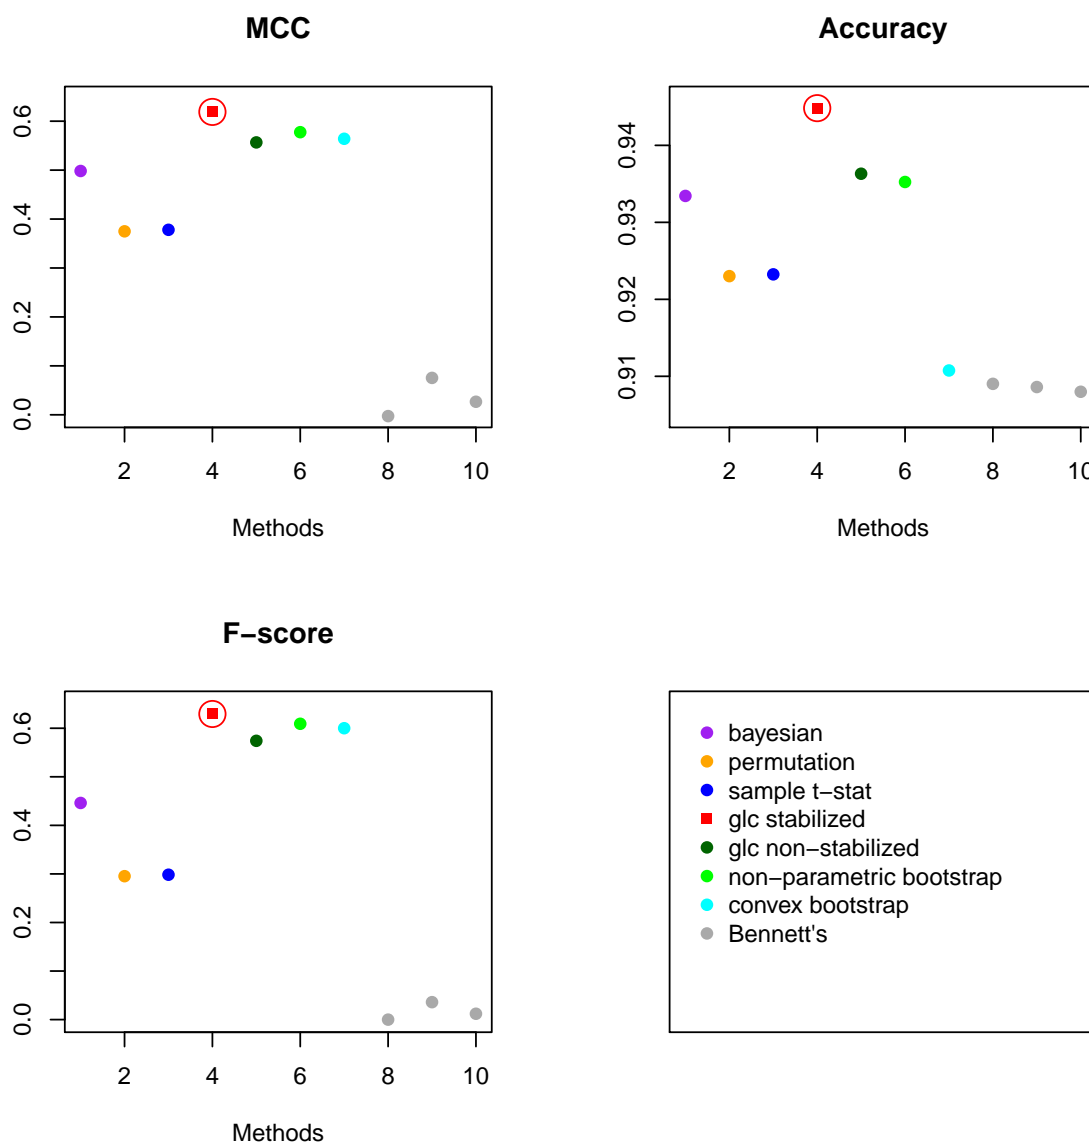 MCC
0.6
0.4
0.2
0.0
2 4 6 8 10
Methods
Accuracy
0.94
0.93
0.92
0.91
2 4 6 8 10
Methods
F−score
0.6
0.4
0.2
0.0
2 4 6 8 10
Methods
bayesian
permutation
sample t−stat
glc stabilized
glc non−stabilized
non−parametric bootstrap
convex bootstrap
Bennett's